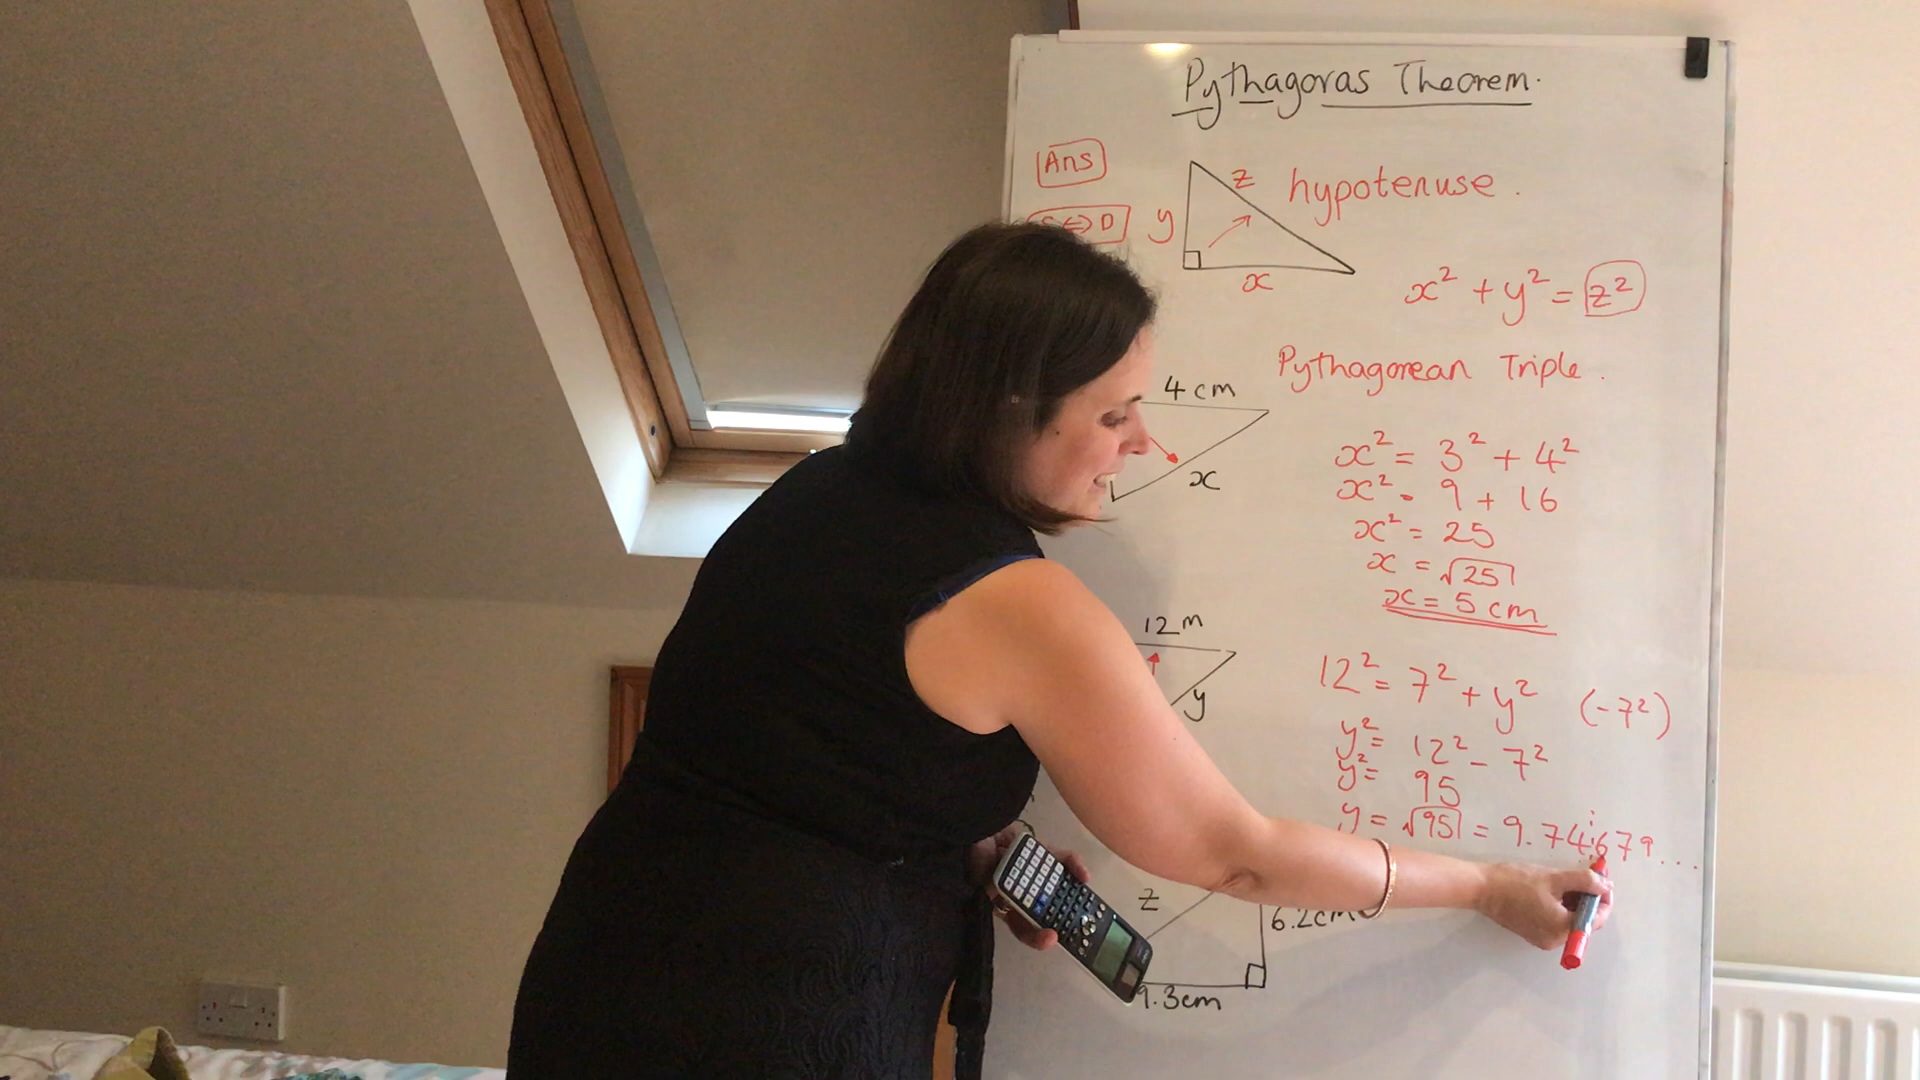 Pythagoras Theorem.
Ans
S⇔D
y
z
hypotenuse.
x
x² + y² = z²
Pythagorean Triple.
4 cm
x
x² = 3² + 4²
x² = 9 + 16
x² = 25
x = √25
x = 5 cm
12 m
y
12² = 7² + y² (-7²)
y² = 12² - 7²
y² = 95
y = √95 = 9.74679...
z
6.2cm
9.3cm